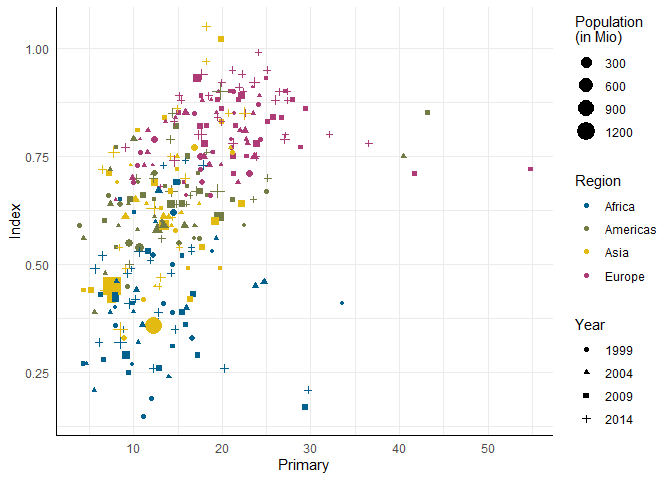 Population
(in Mio)
300
600
900
1200
Region
Africa
Americas
Asia
Europe
Year
1999
2004
2009
2014
1.00
0.75
0.50
0.25
Index
10
20
30
40
50
Primary